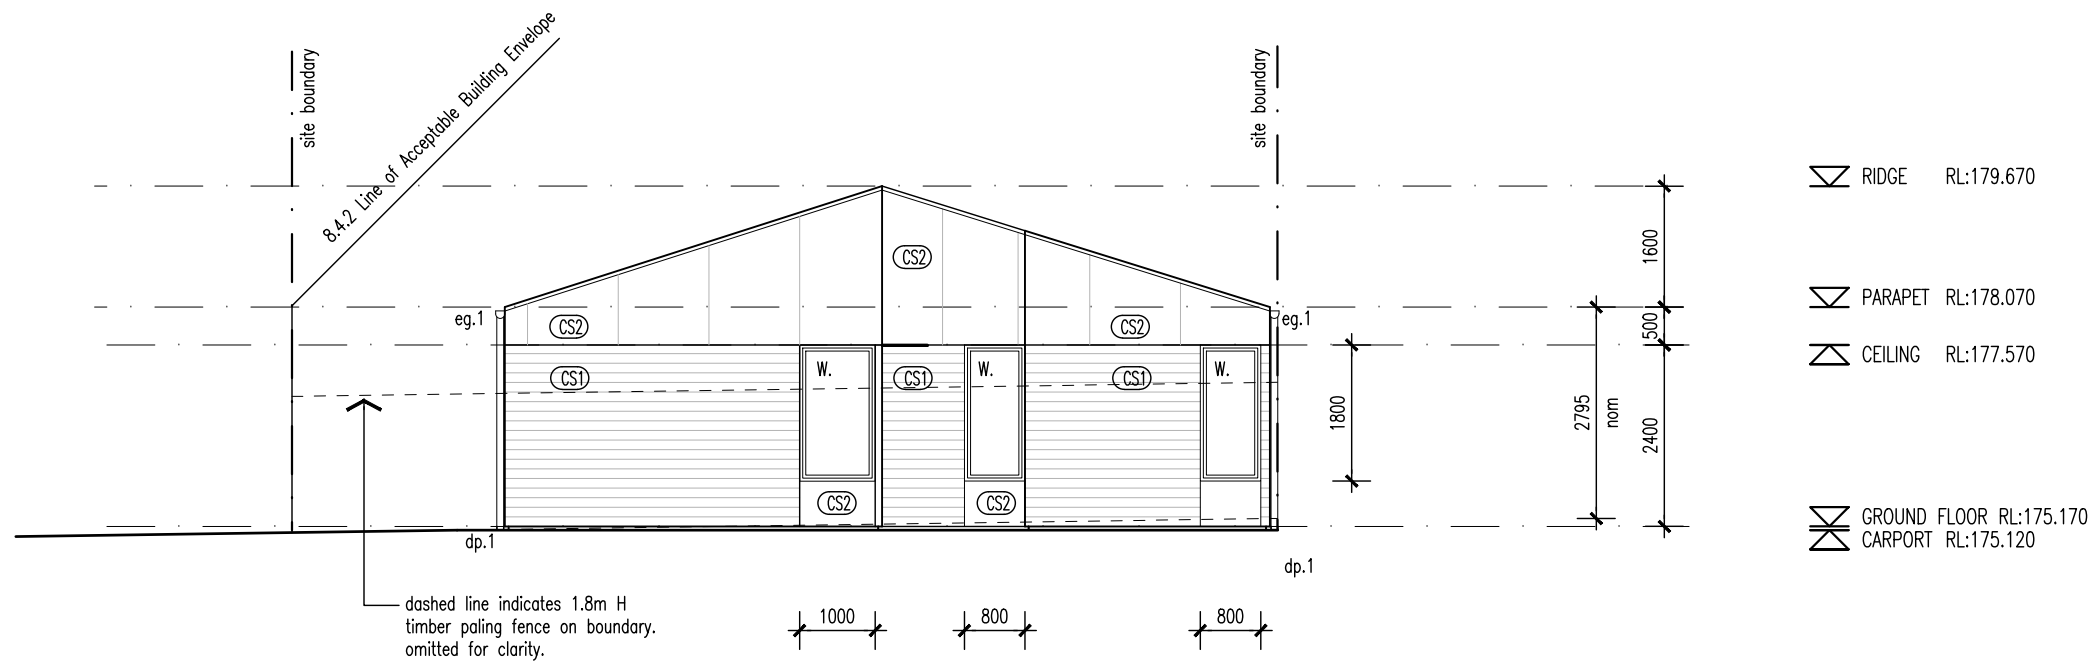 site boundary
8.4.2 Line of Acceptable Building Envelope
site boundary
RIDGE RL:179.670
1600
CS2
PARAPET RL:178.070
eg.1
CS2
CS2
eg.1
500
CEILING RL:177.570
W.
W.
W.
CS1
CS1
CS1
1800
2795
nom
2400
CS2
CS2
GROUND FLOOR RL:175.170
CARPORT RL:175.120
dp.1
dp.1
dashed line indicates 1.8m H
timber paling fence on boundary.
omitted for clarity.
1000
800
800